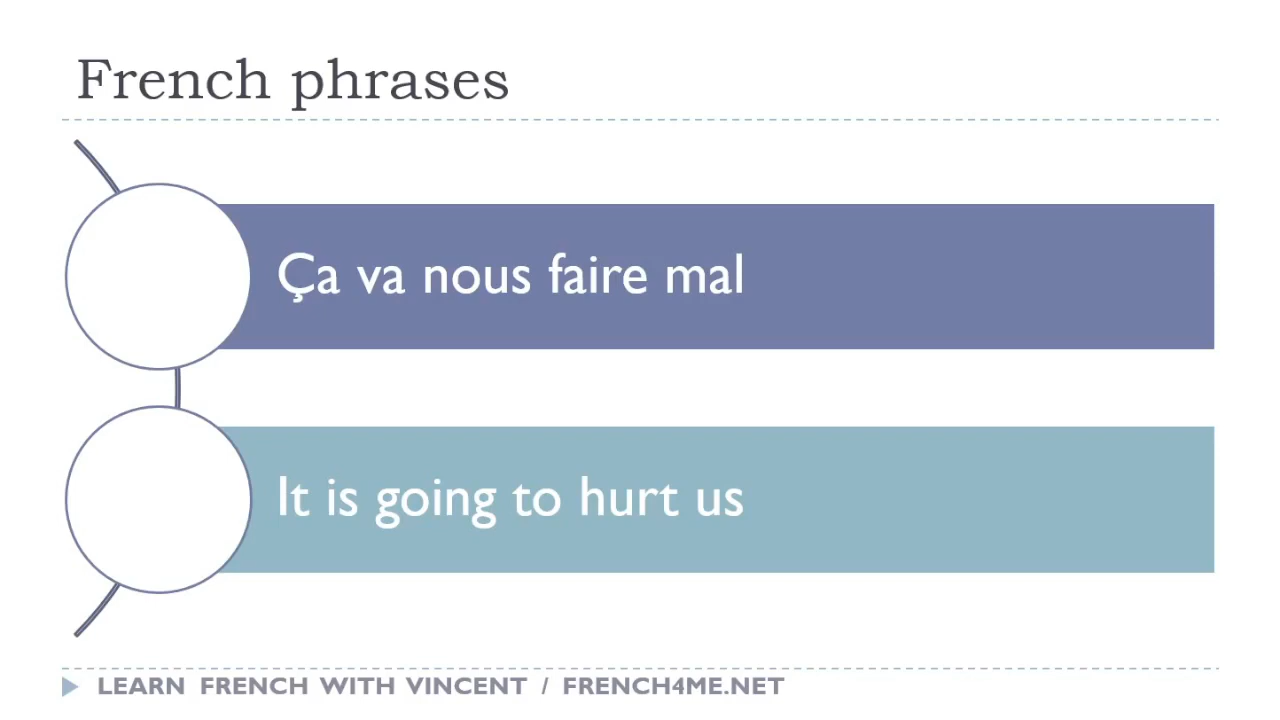 French phrases
Ça va nous faire mal
It is going to hurt us
LEARN FRENCH WITH VINCENT / FRENCH4ME.NET